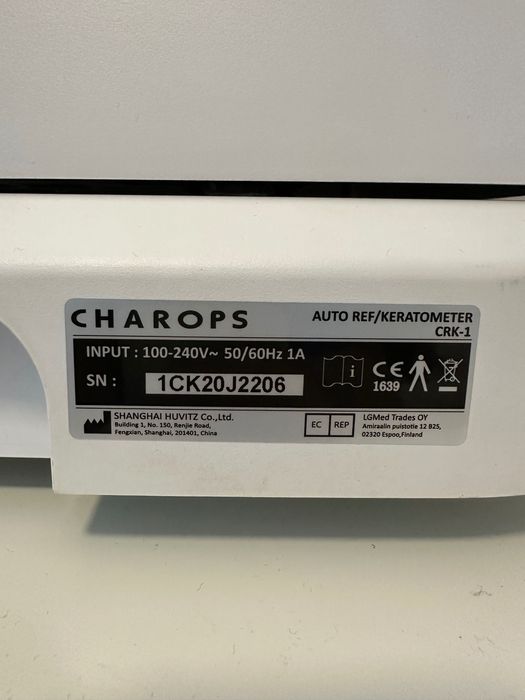 CHAROPS
AUTO REF/KERATOMETER
CRK-1
INPUT : 100-240V~ 50/60Hz 1A
SN : 1CK20J2206
i
CE
1639
SHANGHAI HUVITZ Co.,Ltd.
Building 1, No. 150, Renjie Road,
Fengxian, Shanghai, 201401, China
EC REP
LGMed Trades OY
Amiraalin puistotie 12 B25,
02320 Espoo,Finland